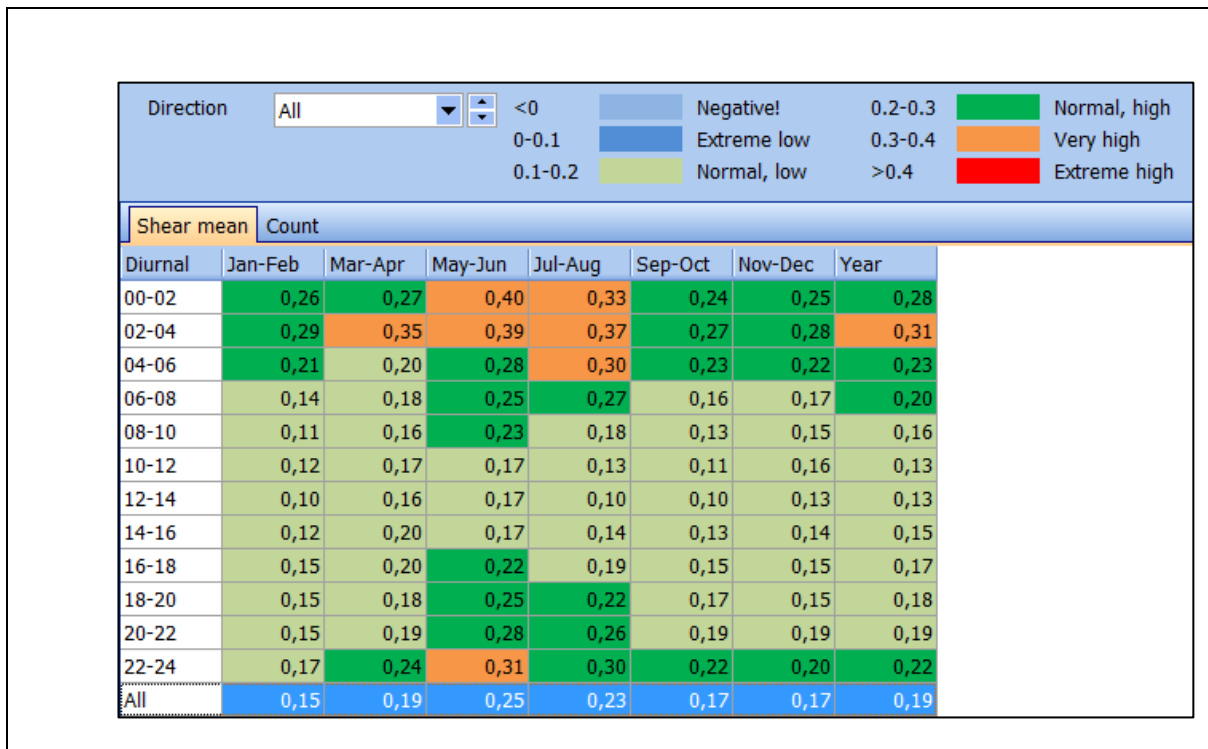 Direction All <0 Negative! 0.2-0.3 Normal, high
0-0.1 Extreme low 0.3-0.4 Very high
0.1-0.2 Normal, low >0.4 Extreme high
Shear mean Count
Diurnal Jan-Feb Mar-Apr May-Jun Jul-Aug Sep-Oct Nov-Dec Year
00-02 0,26 0,27 0,40 0,33 0,24 0,25 0,28
02-04 0,29 0,35 0,39 0,37 0,27 0,28 0,31
04-06 0,21 0,20 0,28 0,30 0,23 0,22 0,23
06-08 0,14 0,18 0,25 0,27 0,16 0,17 0,20
08-10 0,11 0,16 0,23 0,18 0,13 0,15 0,16
10-12 0,12 0,17 0,17 0,13 0,11 0,16 0,13
12-14 0,10 0,16 0,17 0,10 0,10 0,13 0,13
14-16 0,12 0,20 0,17 0,14 0,13 0,14 0,15
16-18 0,15 0,20 0,22 0,19 0,15 0,15 0,17
18-20 0,15 0,18 0,25 0,22 0,17 0,15 0,18
20-22 0,15 0,19 0,28 0,26 0,19 0,19 0,19
22-24 0,17 0,24 0,31 0,30 0,22 0,20 0,22
All 0,15 0,19 0,25 0,23 0,17 0,17 0,19